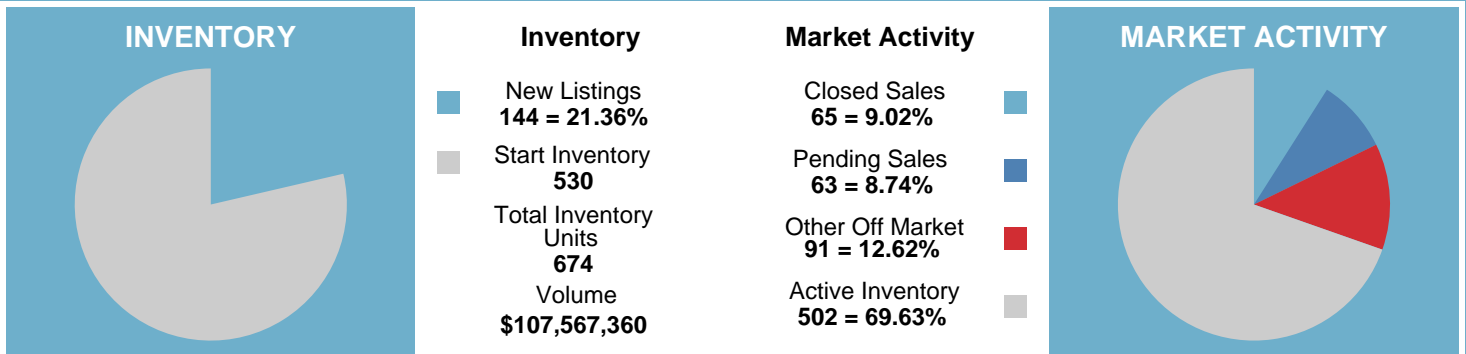 INVENTORY
Inventory
New Listings
144 = 21.36%
Start Inventory
530
Total Inventory
Units
674
Volume
$107,567,360
Market Activity
Closed Sales
65 = 9.02%
Pending Sales
63 = 8.74%
Other Off Market
91 = 12.62%
Active Inventory
502 = 69.63%
MARKET ACTIVITY